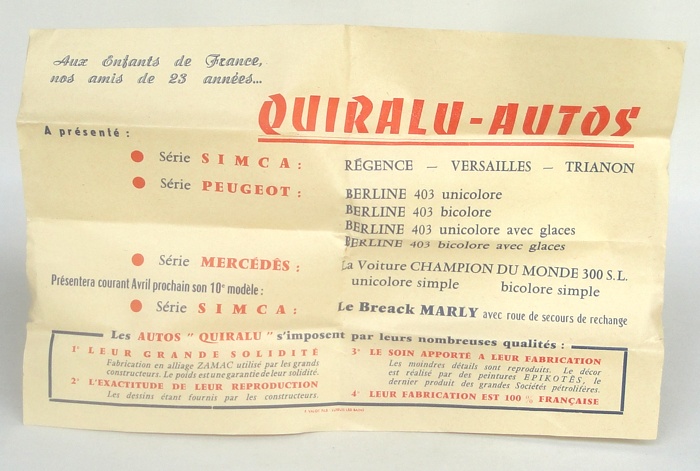 Aux Enfants de France,
nos amis de 23 années...
QUIRALU-AUTOS
A présenté :
● Série SIMCA : RÉGENCE — VERSAILLES — TRIANON
● Série PEUGEOT : BERLINE 403 unicolore
BERLINE 403 bicolore
BERLINE 403 unicolore avec glaces
BERLINE 403 bicolore avec glaces
● Série MERCÉDÈS : La Voiture CHAMPION DU MONDE 300 S.L.
unicolore simple bicolore simple
Présentera courant Avril prochain son 10e modèle :
● Série SIMCA : Le Breack MARLY avec roue de secours de rechange
Les AUTOS "QUIRALU" s'imposent par leurs nombreuses qualités :
1° LEUR GRANDE SOLIDITÉ
Fabrication en alliage ZAMAC utilisé par les grands
constructeurs. Le poids est une garantie de leur solidité.
2° L'EXACTITUDE DE LEUR REPRODUCTION
Les dessins étant fournis par les constructeurs.
3° LE SOIN APPORTÉ A LEUR FABRICATION
Les moindres détails sont reproduits. Le décor
est réalisé par des peintures EPIKOTÈS, le
dernier produit des grandes Sociétés pétrolifères.
4° LEUR FABRICATION EST 100 % FRANÇAISE